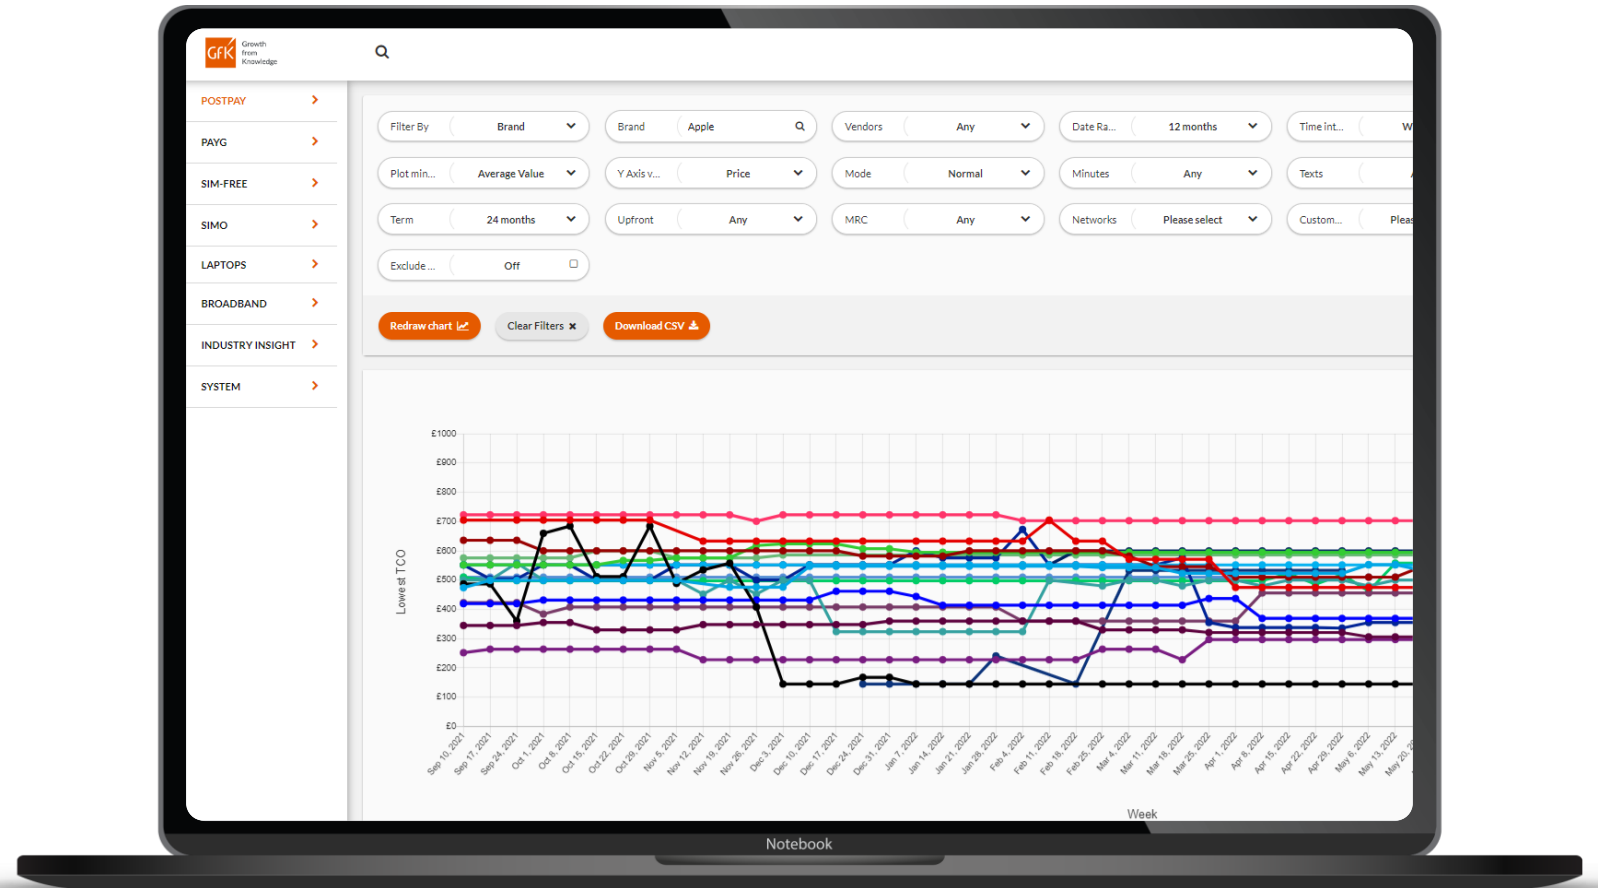 GfK
Growth
from
Knowledge
POSTPAY
PAYG
SIM-FREE
SIMO
LAPTOPS
BROADBAND
INDUSTRY INSIGHT
SYSTEM
Filter By Brand
Brand Apple
Vendors Any
Date Ra... 12 months
Time int... W
Plot min... Average Value
Y Axis v... Price
Mode Normal
Minutes Any
Texts
Term 24 months
Upfront Any
MRC Any
Networks Please select
Custom... Pleas
Exclude ... Off
Redraw chart
Clear Filters ×
Download CSV
£1000
£900
£800
£700
£600
£500
£400
£300
£200
£100
£0
Lowest TCO
Sep 10, 2021
Sep 17, 2021
Sep 24, 2021
Oct 1, 2021
Oct 8, 2021
Oct 15, 2021
Oct 22, 2021
Oct 29, 2021
Nov 5, 2021
Nov 12, 2021
Nov 19, 2021
Nov 26, 2021
Dec 3, 2021
Dec 10, 2021
Dec 17, 2021
Dec 24, 2021
Dec 31, 2021
Jan 7, 2022
Jan 14, 2022
Jan 21, 2022
Jan 28, 2022
Feb 4, 2022
Feb 11, 2022
Feb 18, 2022
Feb 25, 2022
Mar 4, 2022
Mar 11, 2022
Mar 18, 2022
Mar 25, 2022
Apr 1, 2022
Apr 8, 2022
Apr 15, 2022
Apr 22, 2022
Apr 29, 2022
May 6, 2022
May 13, 2022
May 20, 2
Week
Notebook